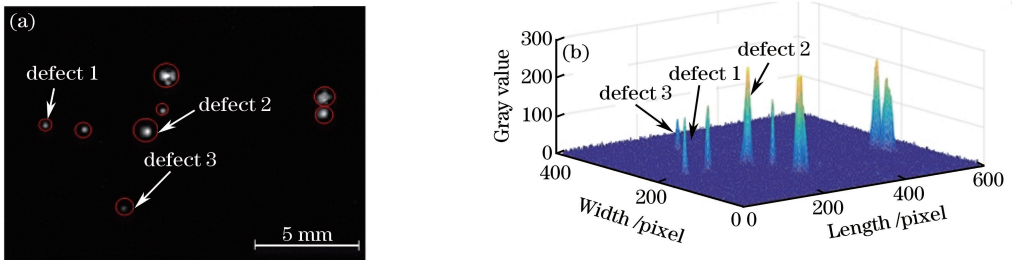 (a)
defect 1
defect 2
defect 3
5 mm
(b)
Gray value
300
200
100
0
defect 2
defect 1
defect 3
400
200
0
0
200
400
600
Width /pixel
Length /pixel